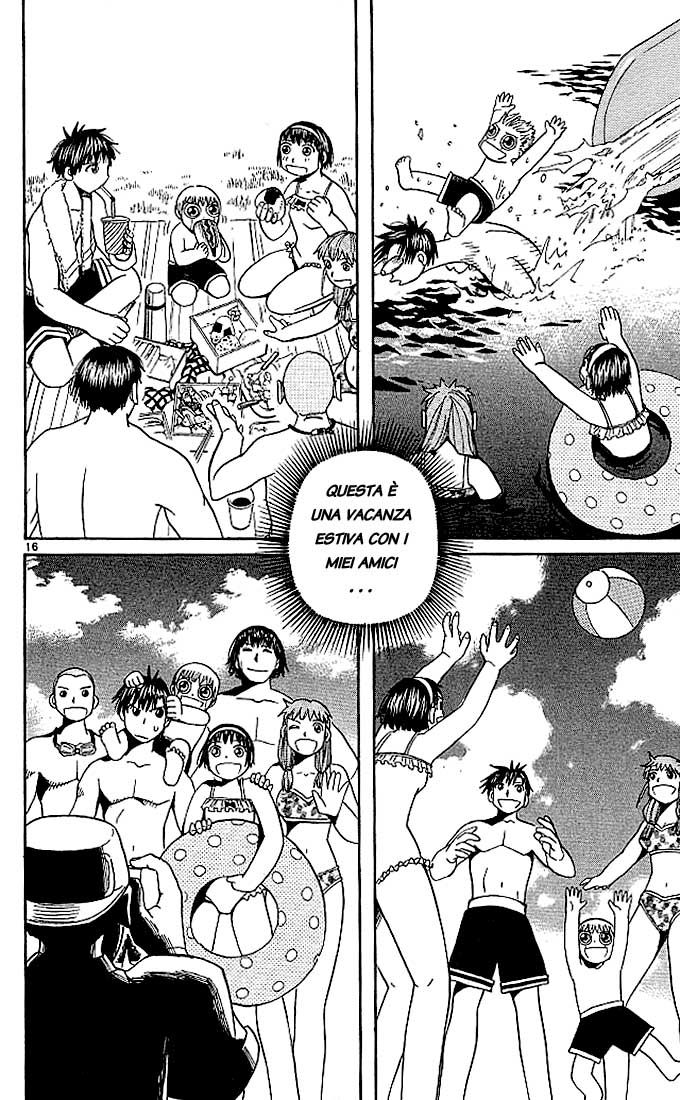 QUESTA È
UNA VACANZA
ESTIVA CON I
MIEI AMICI
...
16